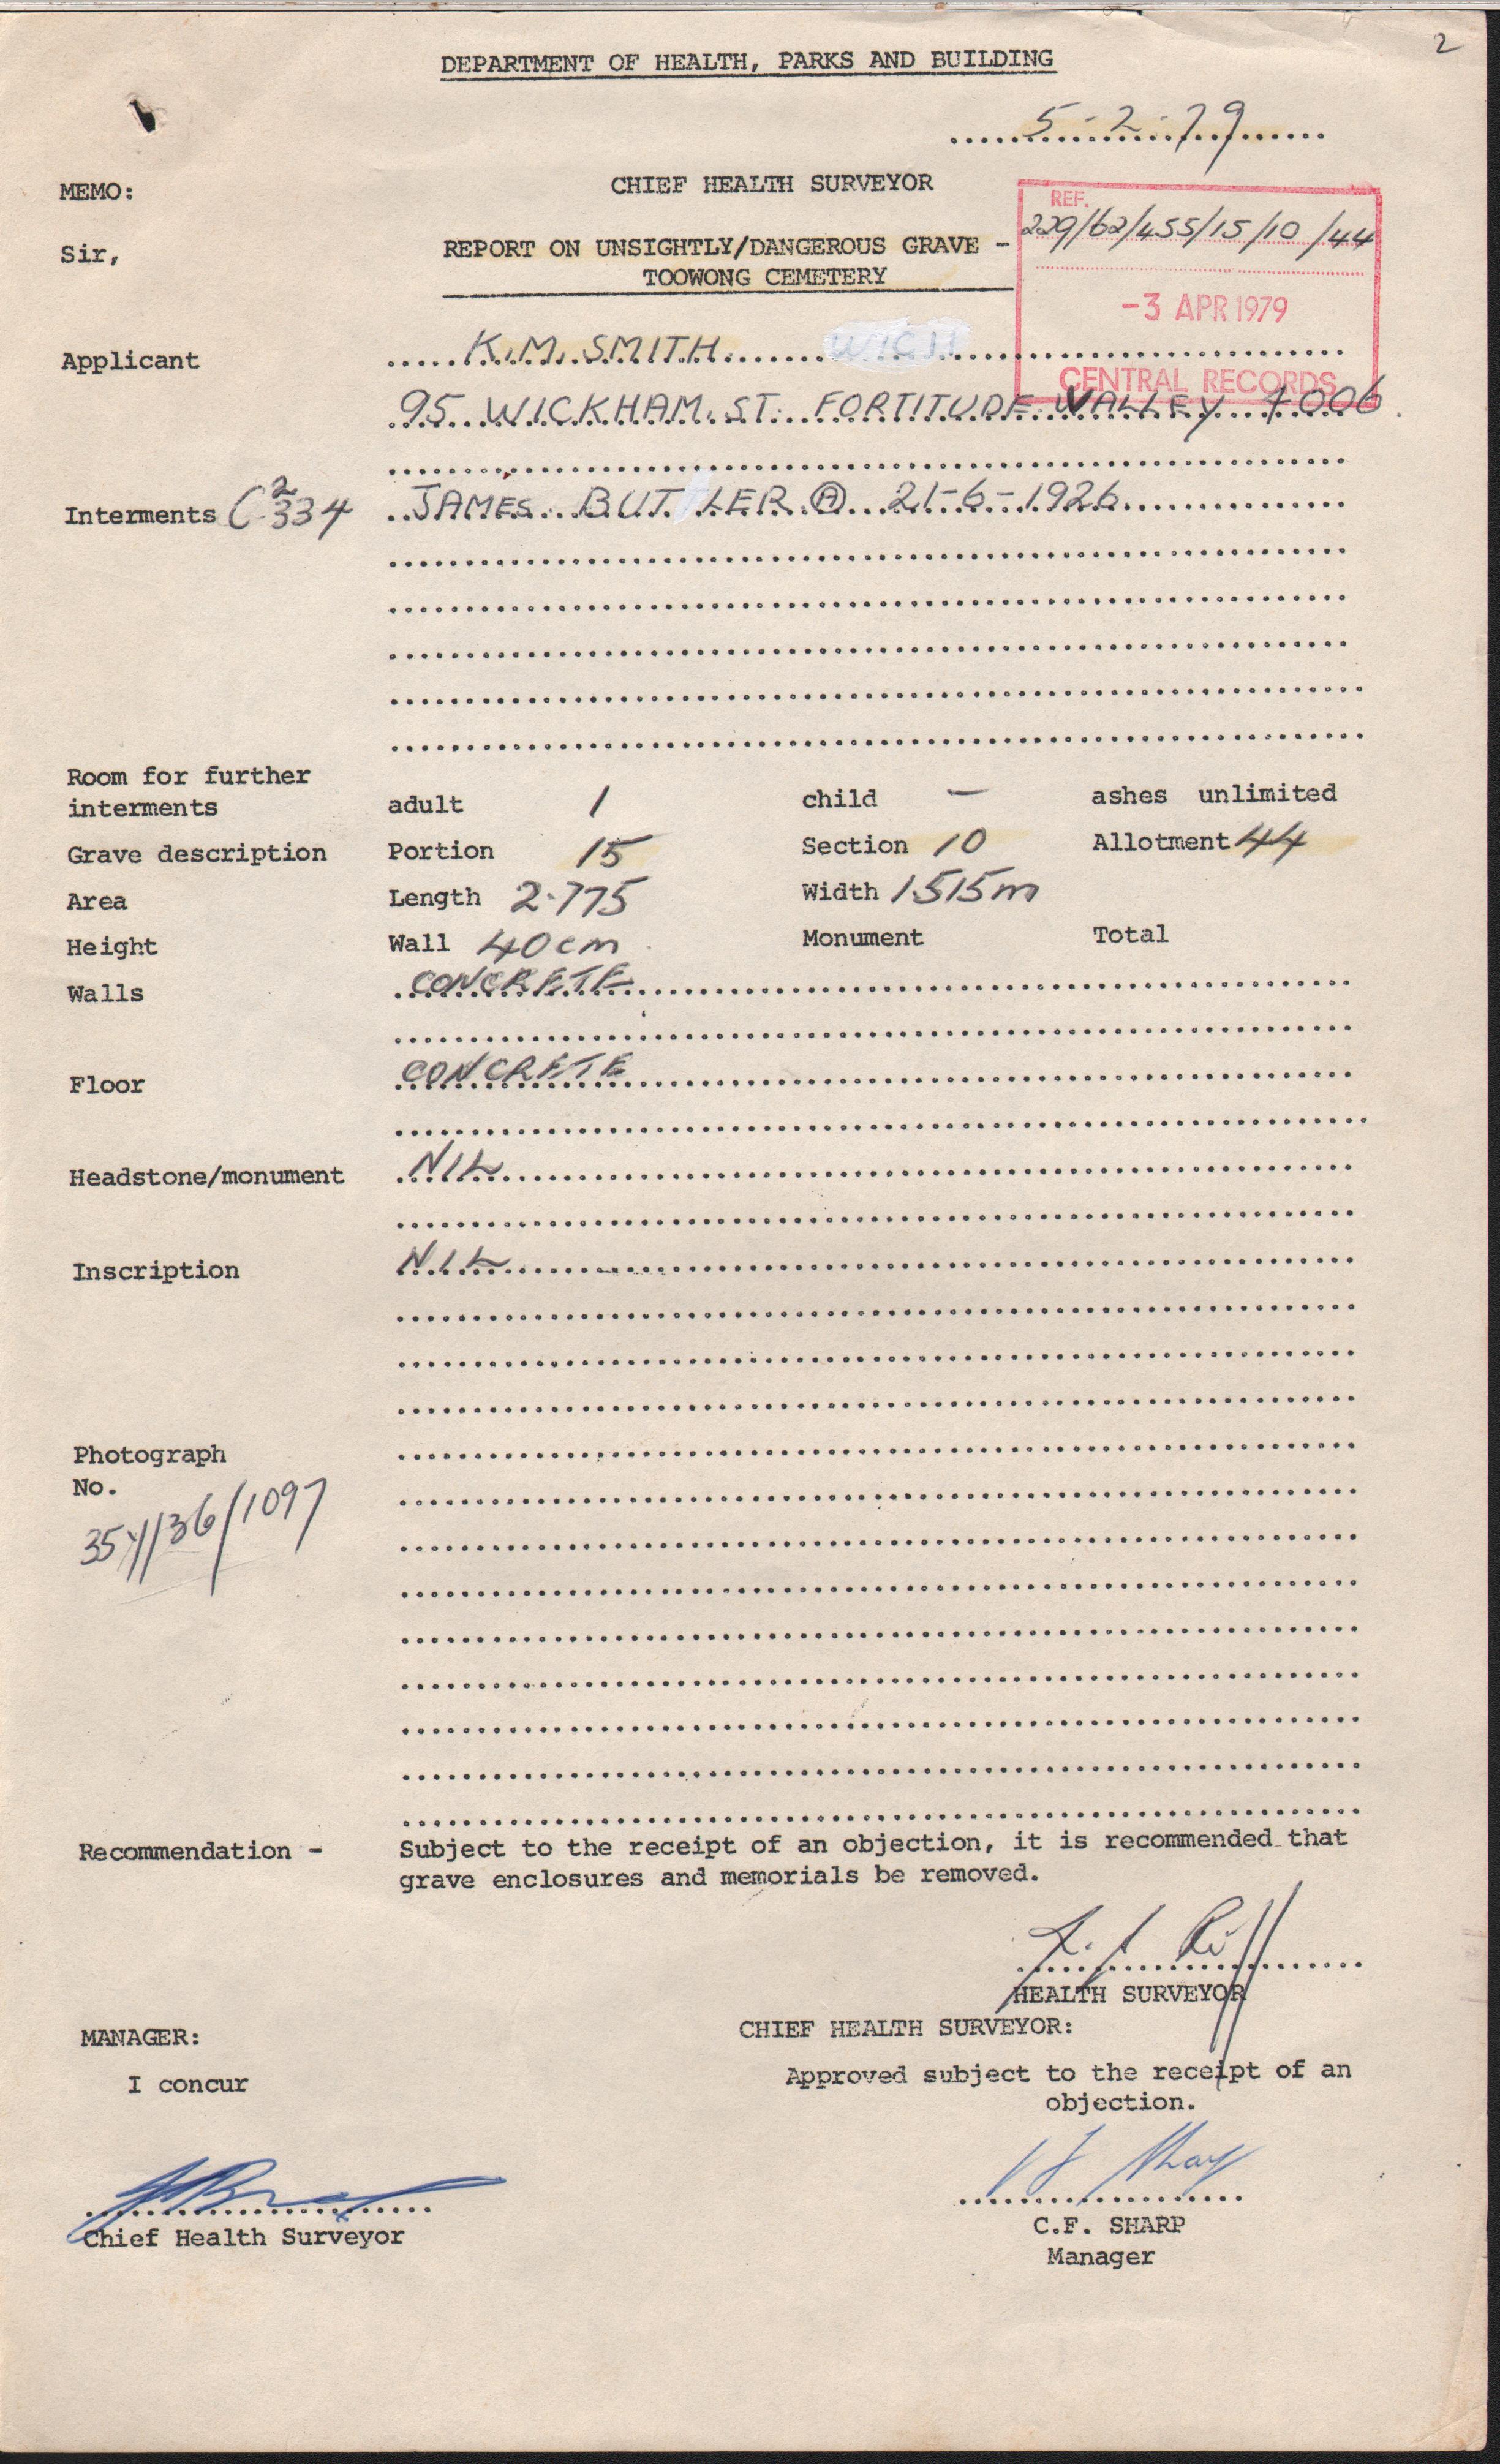 2
DEPARTMENT OF HEALTH, PARKS AND BUILDING
5-2-79
MEMO:
CHIEF HEALTH SURVEYOR
REF.
229/62/455/15/10/44
Sir,
REPORT ON UNSIGHTLY/DANGEROUS GRAVE -
TOOWONG CEMETERY
-3 APR 1979
CENTRAL RECORDS
Applicant K.M. SMITH
95 WICKHAM ST. FORTITUDE VALLEY 4006
Interments JAMES BUTLER Ⓐ 21-6-1926
Room for further
interments adult 1 child - ashes unlimited
Grave description Portion 15 Section 10 Allotment 44
Area Length 2.775 Width 1.515m
Height Wall 40cm Monument Total
Walls CONCRETE
Floor CONCRETE
Headstone/monument NIL
Inscription NIL
Photograph
No.
Recommendation - Subject to the receipt of an objection, it is recommended that
grave enclosures and memorials be removed.
HEALTH SURVEYOR
MANAGER:
CHIEF HEALTH SURVEYOR:
I concur
Approved subject to the receipt of an
objection.
Chief Health Surveyor
C.F. SHARP
Manager